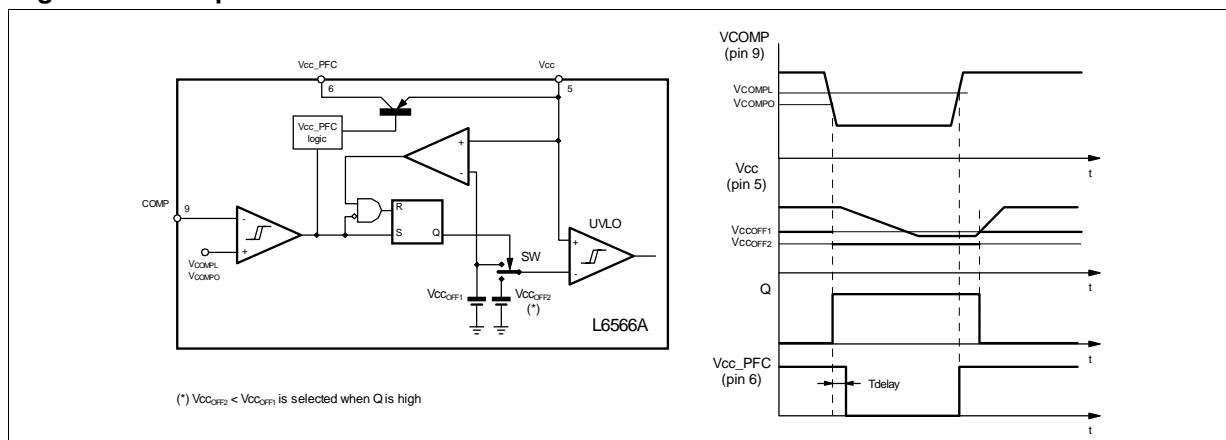 Vcc_PFC
6
Vcc
5
Vcc_PFC
logic
+
-
COMP
9
-
+
VCOMPL
VCOMPO
R
S
Q
SW
UVLO
+
-
VccOFF1
VccOFF2
(*)
L6566A
(*) VccOFF2 < VccOFF1 is selected when Q is high
VCOMP
(pin 9)
VCOMPL
VCOMPO
t
Vcc
(pin 5)
VccOFF1
VccOFF2
t
Q
t
Vcc_PFC
(pin 6)
Tdelay
t